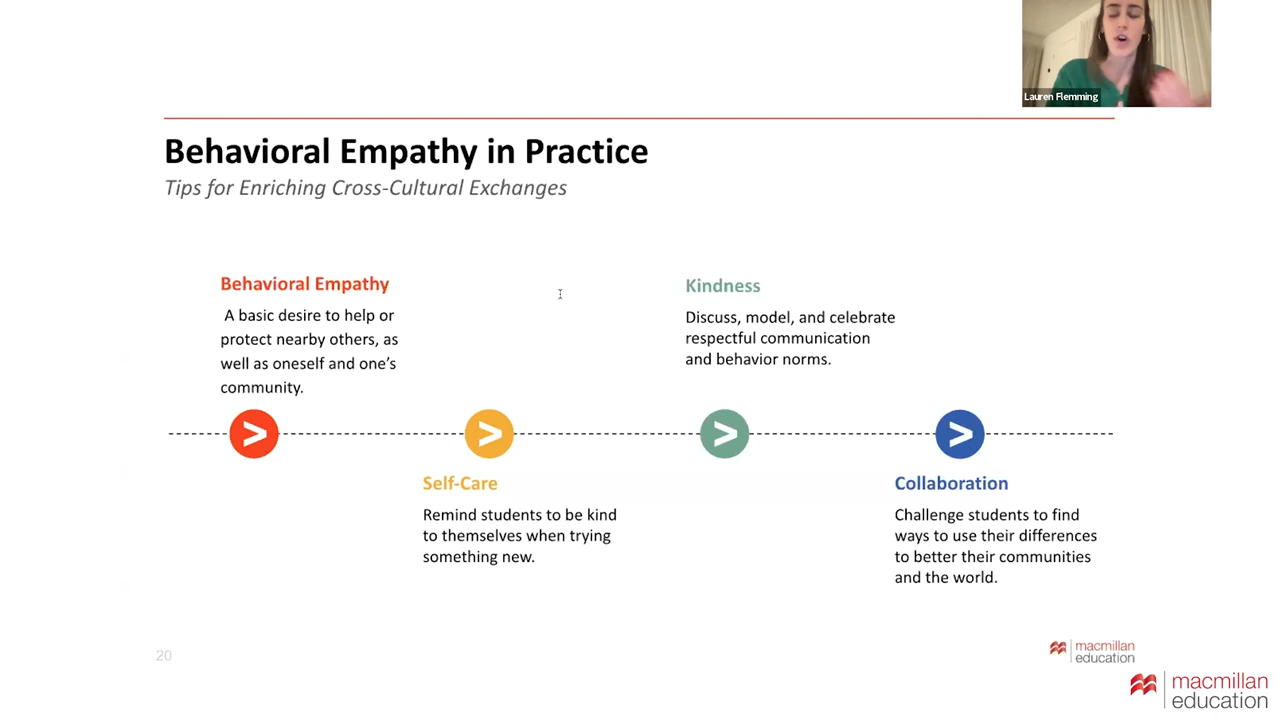 Lauren Flemming
Behavioral Empathy in Practice
Tips for Enriching Cross-Cultural Exchanges
Behavioral Empathy
A basic desire to help or
protect nearby others, as
well as oneself and one’s
community.
Kindness
Discuss, model, and celebrate
respectful communication
and behavior norms.
>
>
>
>
Self-Care
Remind students to be kind
to themselves when trying
something new.
Collaboration
Challenge students to find
ways to use their differences
to better their communities
and the world.
20
macmillan
education
macmillan
education